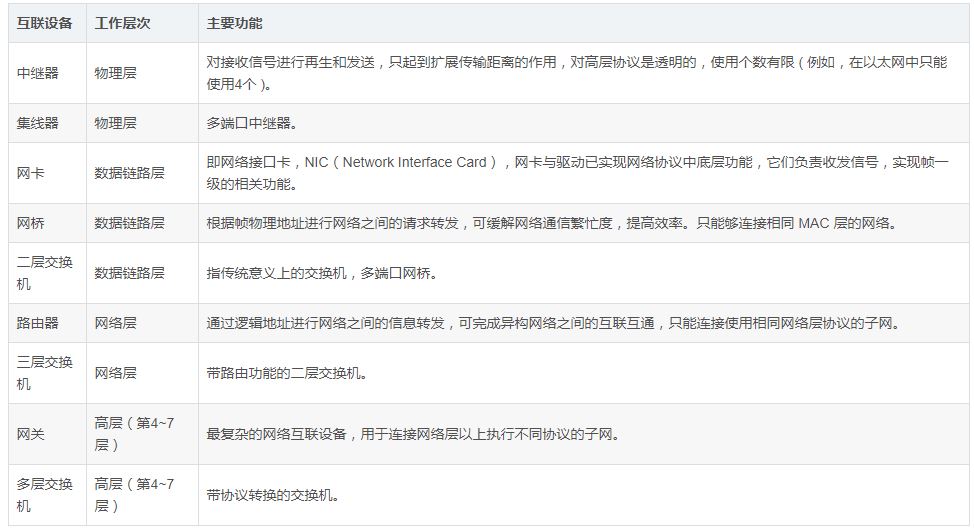 互联设备 工作层次 主要功能
中继器 物理层 对接收信号进行再生和发送，只起到扩展传输距离的作用，对高层协议是透明的，使用个数有限（例如，在以太网中只能
使用4个）。
集线器 物理层 多端口中继器。
网卡 数据链路层 即网络接口卡，NIC（Network Interface Card），网卡与驱动已实现网络协议中底层功能，它们负责收发信号，实现帧一
级的相关功能。
网桥 数据链路层 根据帧物理地址进行网络之间的请求转发，可缓解网络通信繁忙度，提高效率。只能够连接相同 MAC 层的网络。
二层交换
机 数据链路层 指传统意义上的交换机，多端口网桥。
路由器 网络层 通过逻辑地址进行网络之间的信息转发，可完成异构网络之间的互联互通，只能连接使用相同网络层协议的子网。
三层交换
机 网络层 带路由功能的二层交换机。
网关 高层（第4~7
层） 最复杂的网络互联设备，用于连接网络层以上执行不同协议的子网。
多层交换 高层（第4~7
机 层） 带协议转换的交换机。